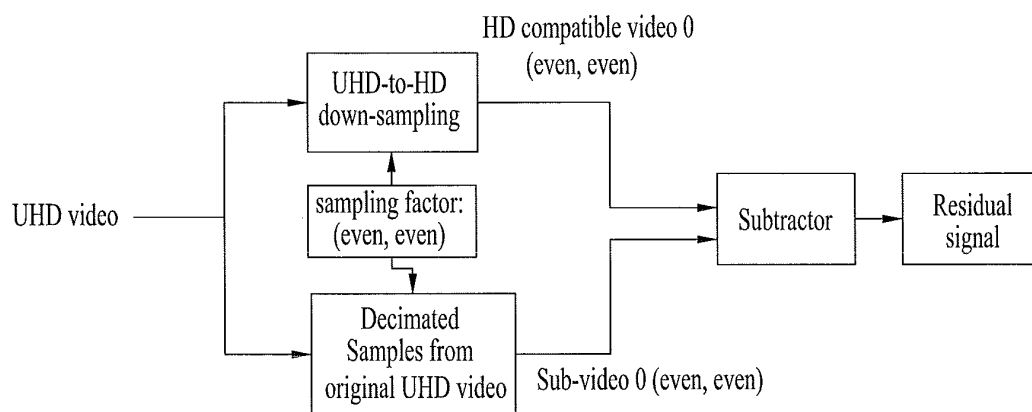 HD compatible video 0
(even, even)
UHD-to-HD
down-sampling
UHD video
sampling factor:
(even, even)
Subtractor
Residual
signal
Decimated
Samples from
original UHD video
Sub-video 0 (even, even)